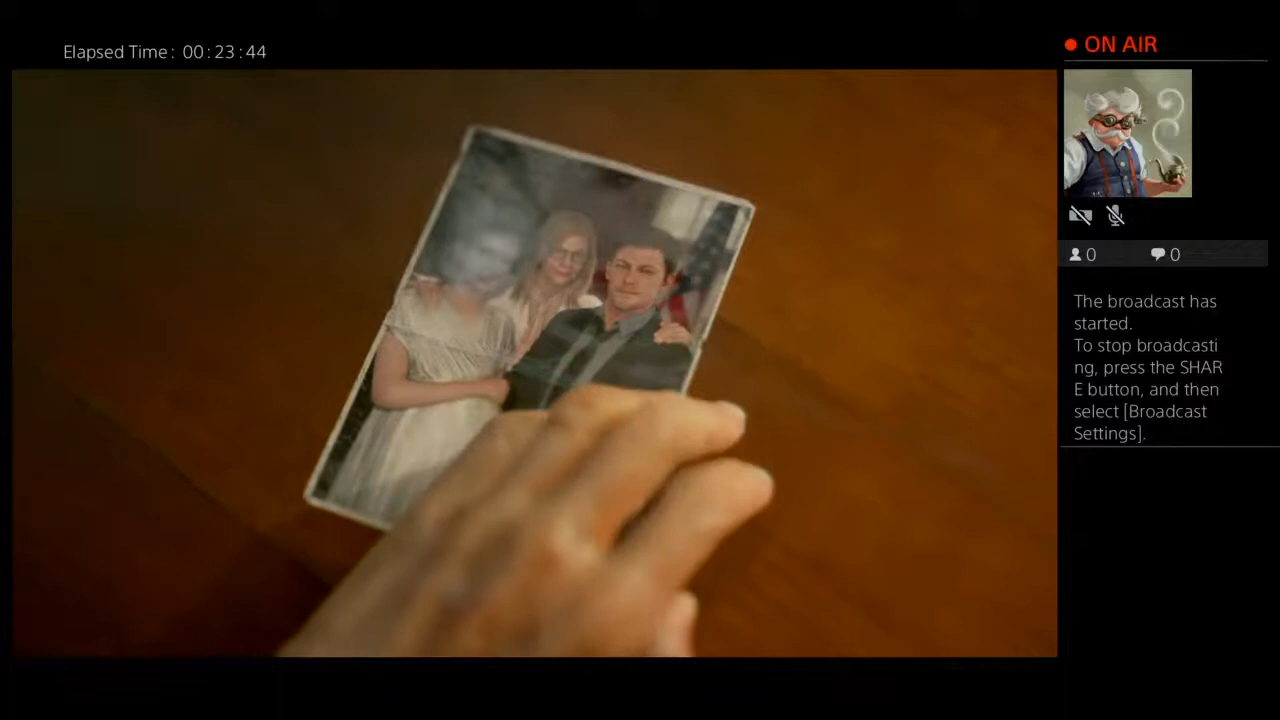 Elapsed Time: 00:23:44
ON AIR
0
0
The broadcast has
started.
To stop broadcasti
ng, press the SHAR
E button, and then
select [Broadcast
Settings].